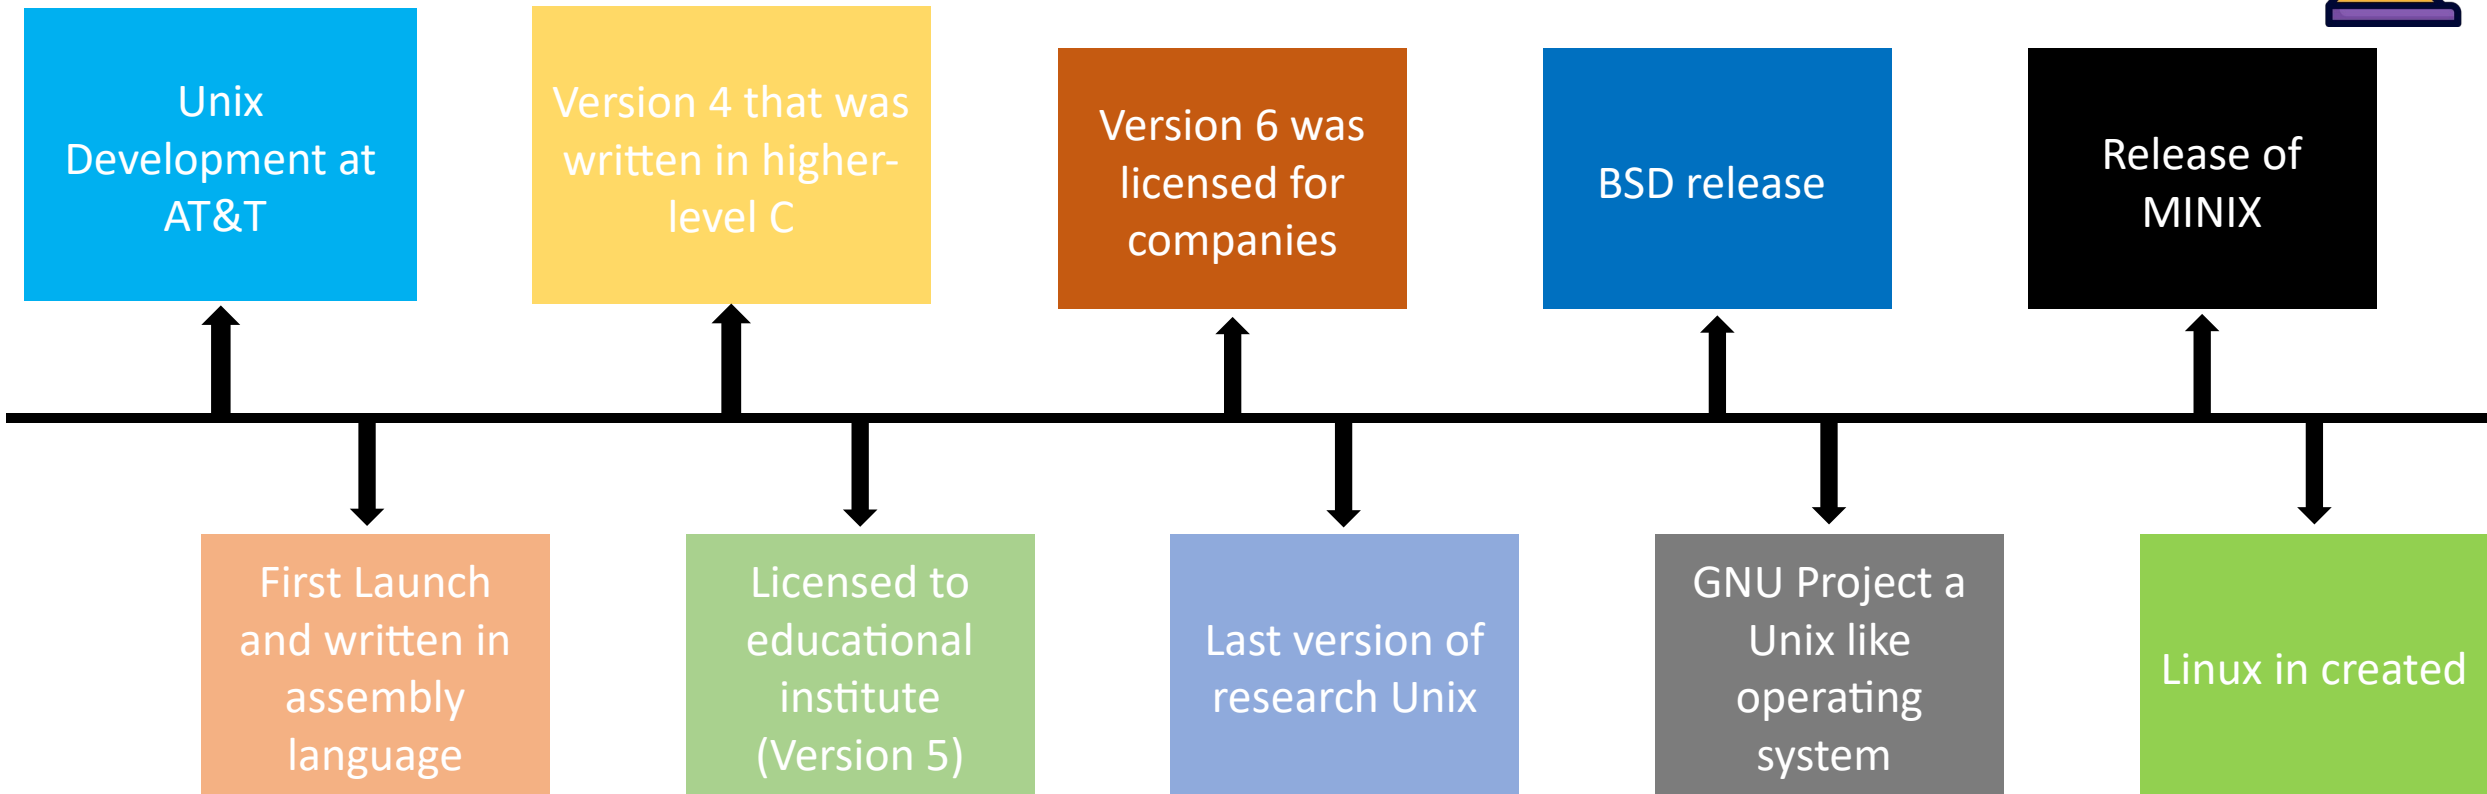 Unix
Development at
AT&T
First Launch
and written in
assembly
language
Version 4 that was
written in higher-
level C
Licensed to
educational
institute
(Version 5)
Version 6 was
licensed for
companies
Last version of
research Unix
BSD release
GNU Project a
Unix like
operating
system
Release of
MINIX
Linux in created